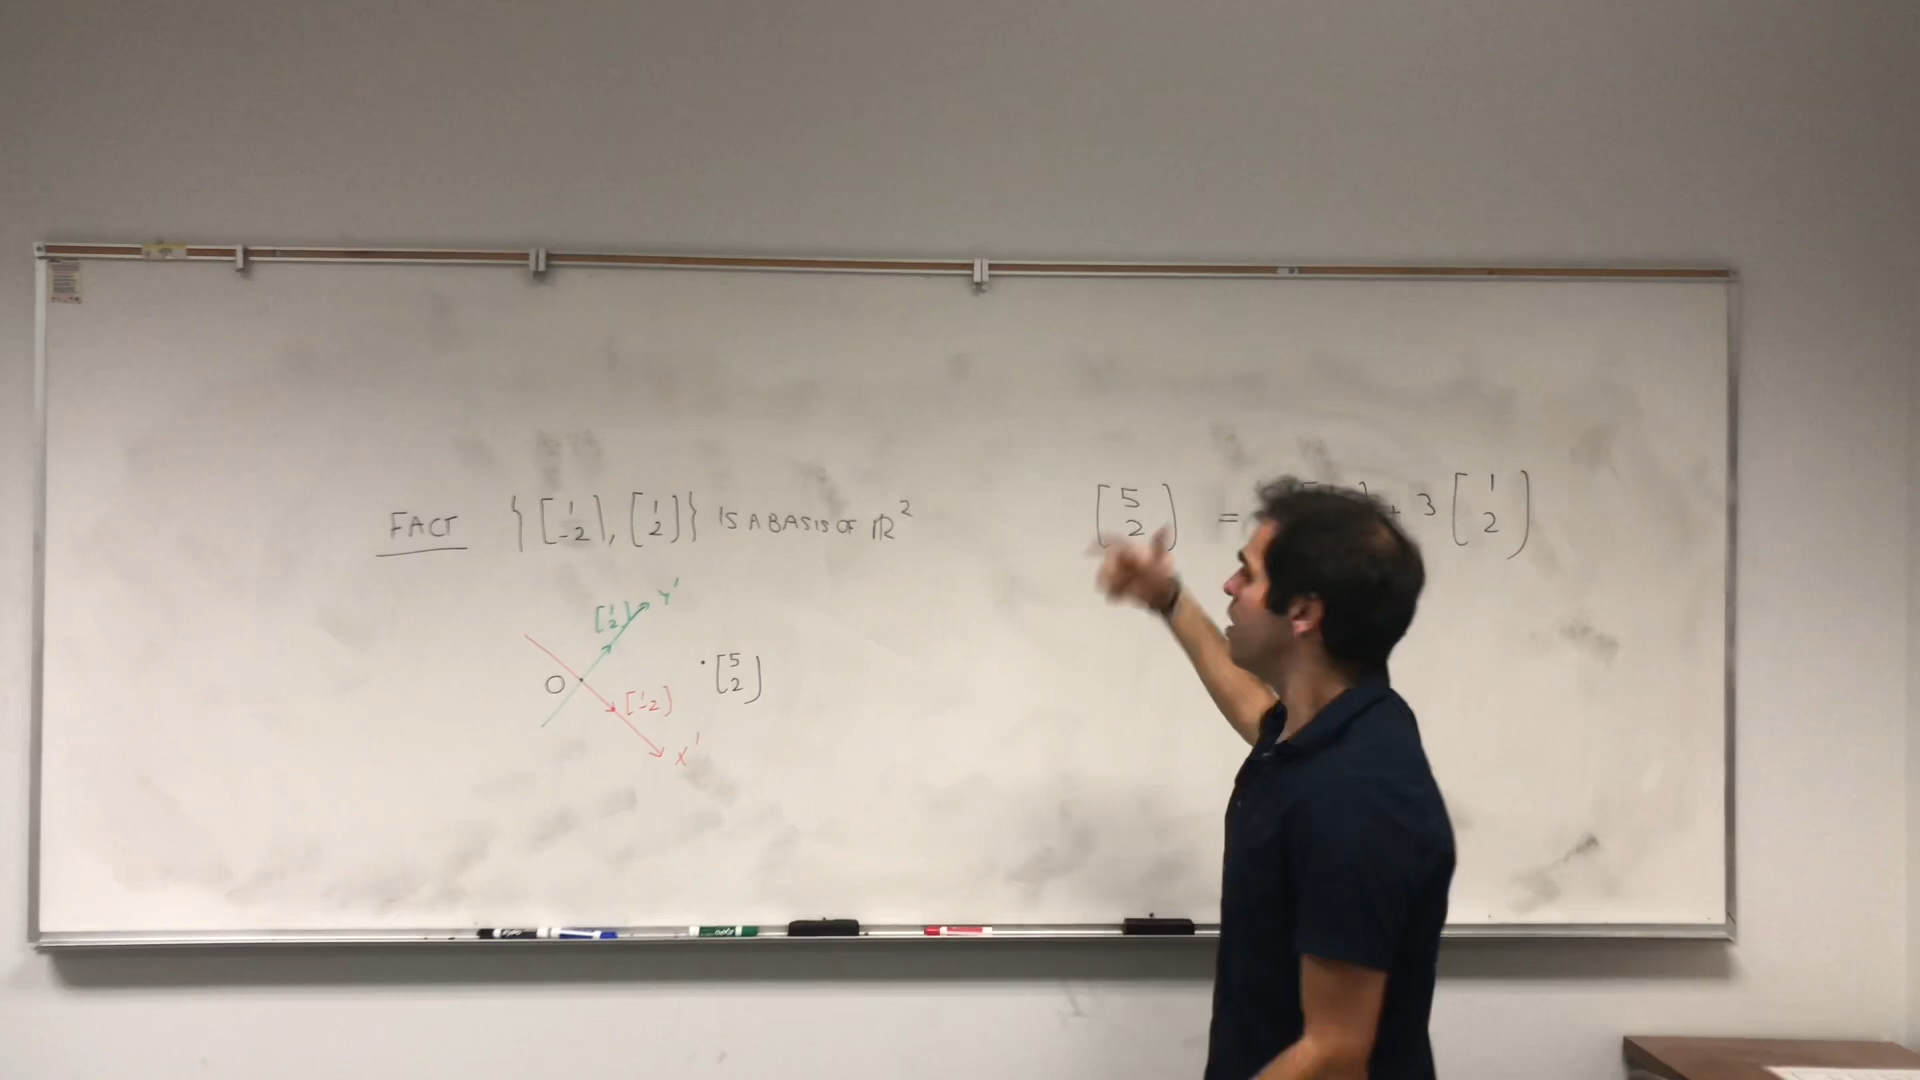 FACT { [1 -2], [1 2] } IS A BASIS OF ℝ²
[5 2] = + 3 [1 2]
[1 2] Y'
O [1 -2] · [5 2]
X'